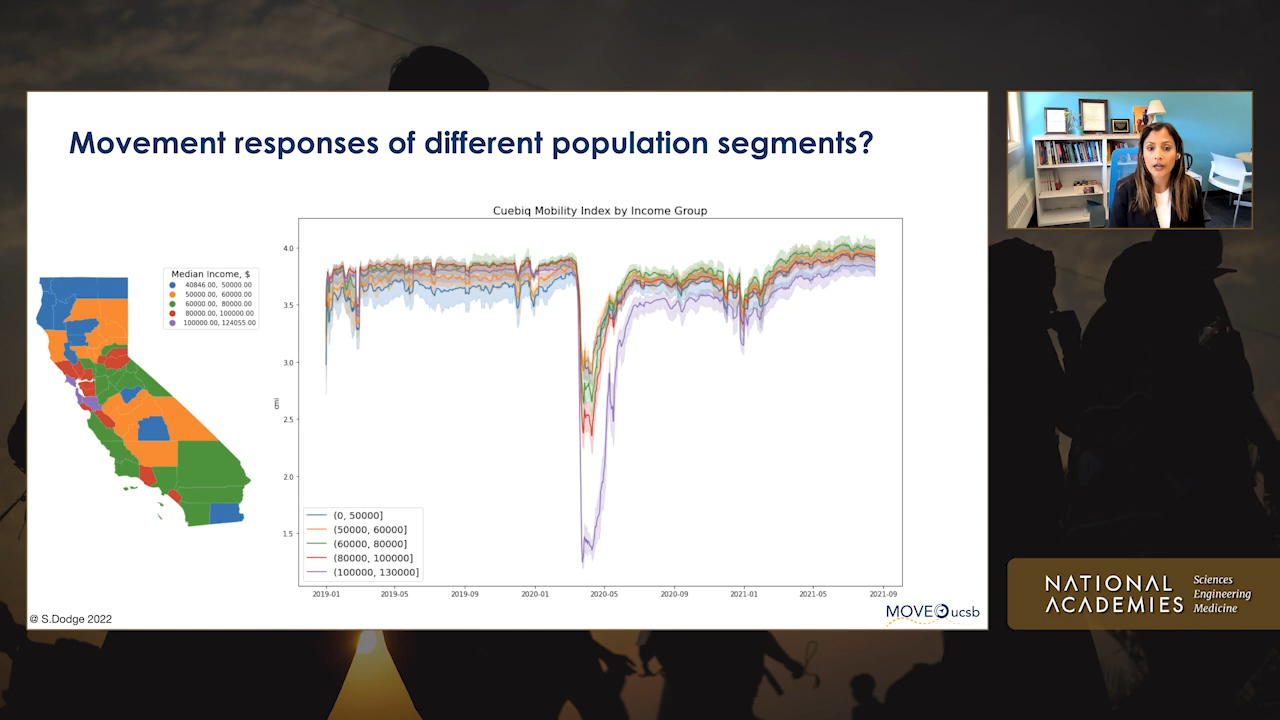 Movement responses of different population segments?
Cuebiq Mobility Index by Income Group
Median Income, $
40846.00, 50000.00
50000.00, 60000.00
60000.00, 80000.00
80000.00, 100000.00
100000.00, 124055.00
cmi
4.0
3.5
3.0
2.5
2.0
1.5
(0, 50000]
(50000, 60000]
(60000, 80000]
(80000, 100000]
(100000, 130000]
2019-01 2019-05 2019-09 2020-01 2020-05 2020-09 2021-01 2021-05 2021-09
@ S.Dodge 2022
MOVE ucsb
NATIONAL ACADEMIES
Sciences
Engineering
Medicine